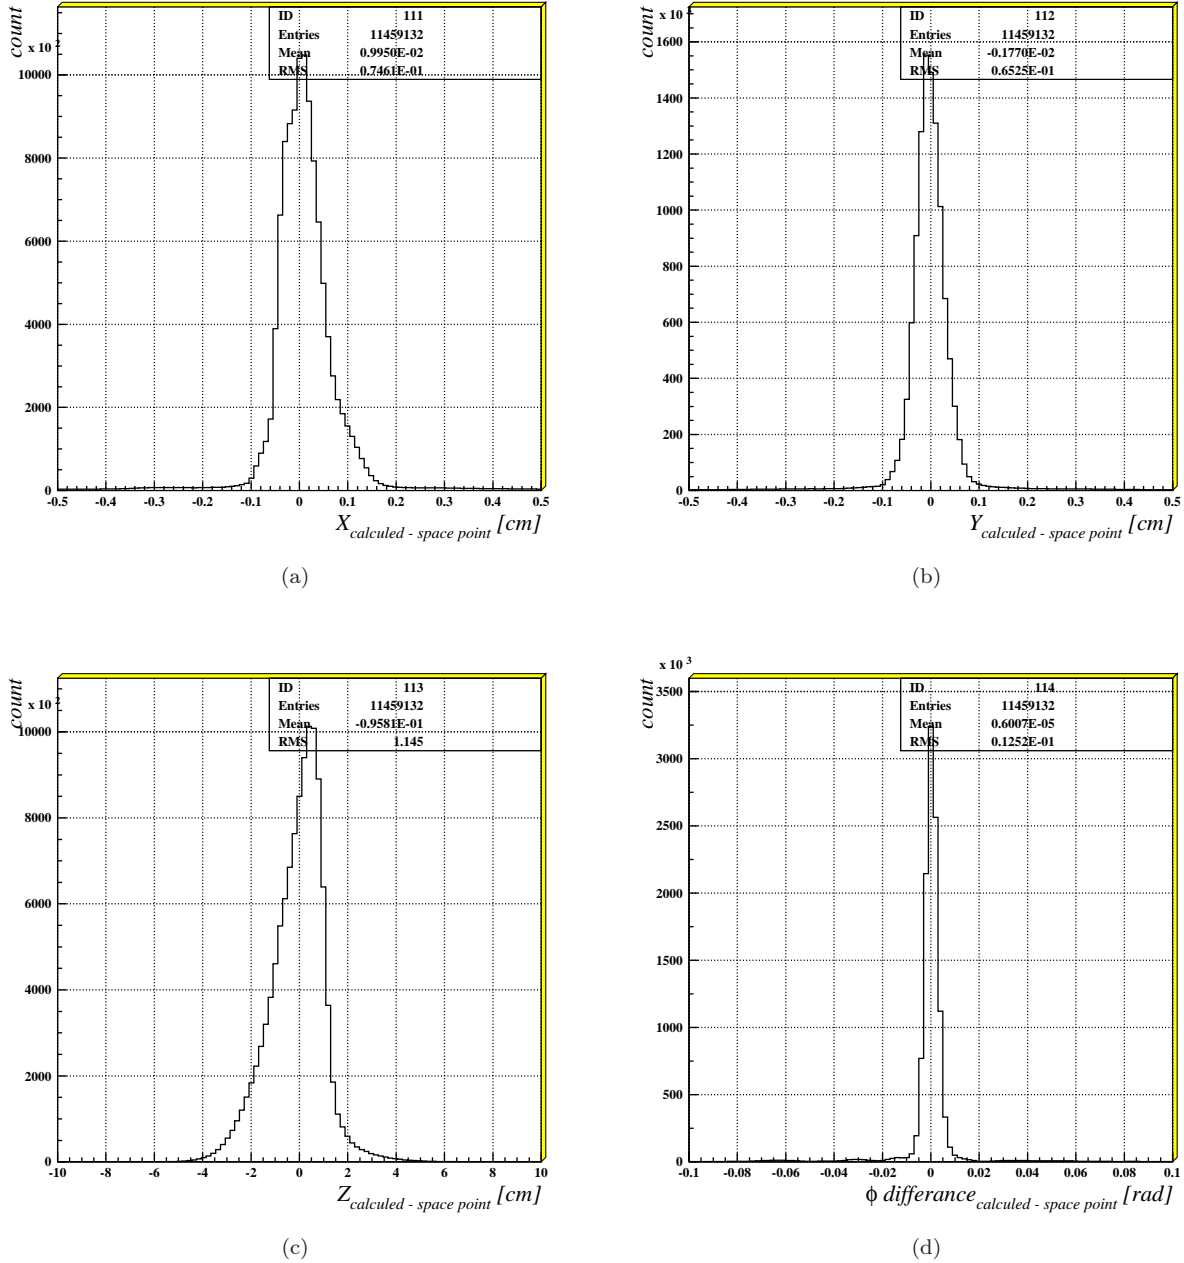 count
x 10 2
ID 111
Entries 11459132
Mean 0.9950E-02
RMS 0.7461E-01
10000
8000
6000
4000
2000
0
-0.5 -0.4 -0.3 -0.2 -0.1 0 0.1 0.2 0.3 0.4 0.5
X calculed - space point [cm]
(a)
count
x 10
ID 112
Entries 11459132
Mean -0.1770E-02
RMS 0.6525E-01
1600
1400
1200
1000
800
600
400
200
0
-0.5 -0.4 -0.3 -0.2 -0.1 0 0.1 0.2 0.3 0.4 0.5
Y calculed - space point [cm]
(b)
count
x 10 2
ID 113
Entries 11459132
Mean -0.9581E-01
RMS 1.145
10000
8000
6000
4000
2000
0
-10 -8 -6 -4 -2 0 2 4 6 8 10
Z calculed - space point [cm]
(c)
x 10 3
count
ID 114
Entries 11459132
Mean 0.6007E-05
RMS 0.1252E-01
3500
3000
2500
2000
1500
1000
500
0
-0.1 -0.08 -0.06 -0.04 -0.02 0 0.02 0.04 0.06 0.08 0.1
ϕ differance calculed - space point [rad]
(d)